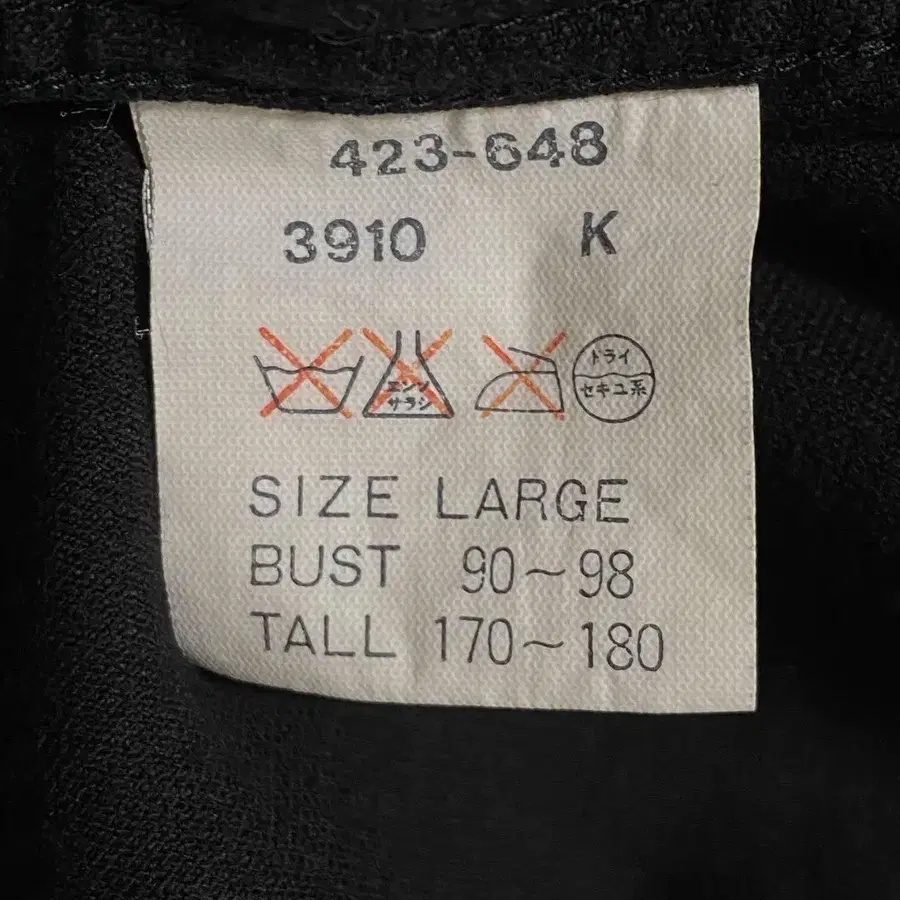 423-648
3910 K
エンソ
サラシ
ドライ
セキユ系
SIZE LARGE
BUST 90~98
TALL 170~180